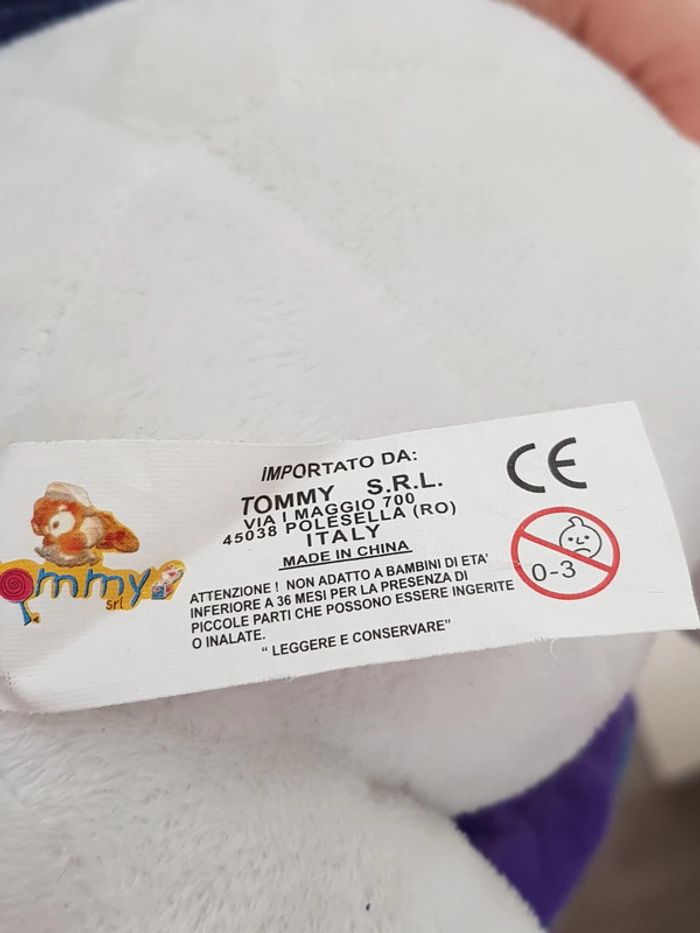 IMPORTATO DA:
TOMMY S.R.L.
VIA I MAGGIO 700
45038 POLESELLA (RO)
ITALY
MADE IN CHINA
ATTENZIONE ! NON ADATTO A BAMBINI DI ETA'
INFERIORE A 36 MESI PER LA PRESENZA DI
PICCOLE PARTI CHE POSSONO ESSERE INGERITE
O INALATE.
“ LEGGERE E CONSERVARE”
CE
0-3
ommy
srl